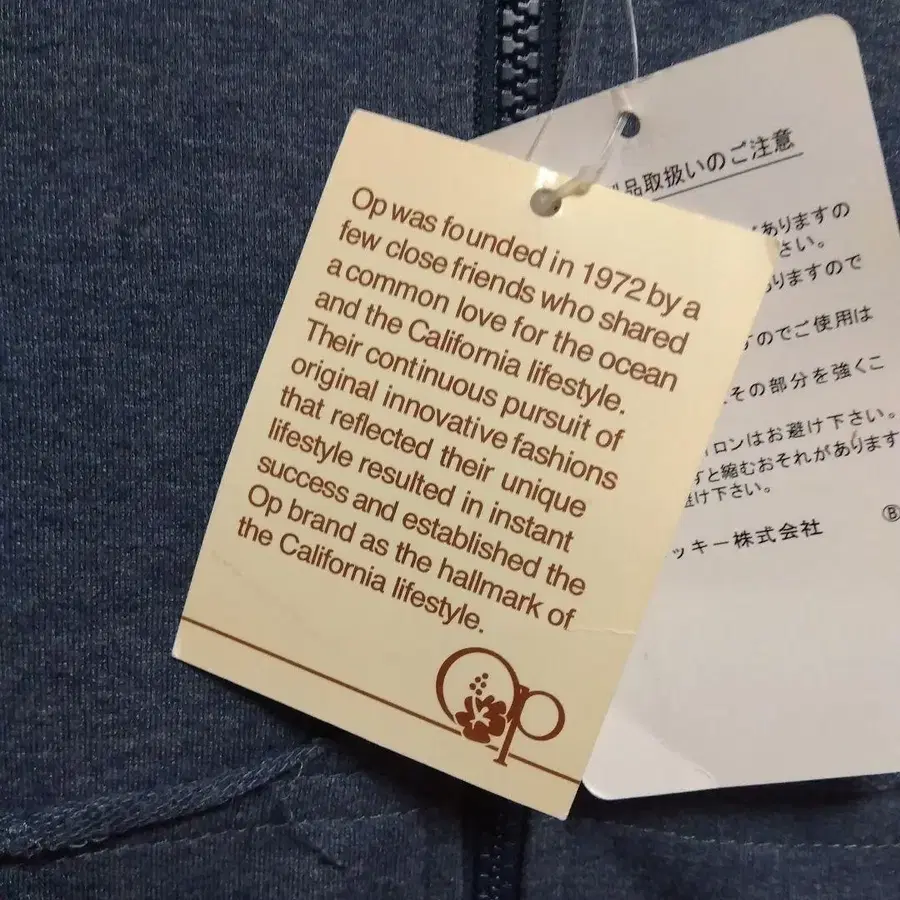 Op was founded in 1972 by a
few close friends who shared
a common love for the ocean
and the California lifestyle.
Their continuous pursuit of
original innovative fashions
that reflected their unique
lifestyle resulted in instant
success and established the
Op brand as the hallmark of
the California lifestyle.
Op
品取扱いのご注意
がありますの
さい。
ありますので
すのでご使用は
その部分を強くこ
イロンはお避け下さい。
すと縮むおそれがあります
避け下さい。
ッキー株式会社
Ⓑ